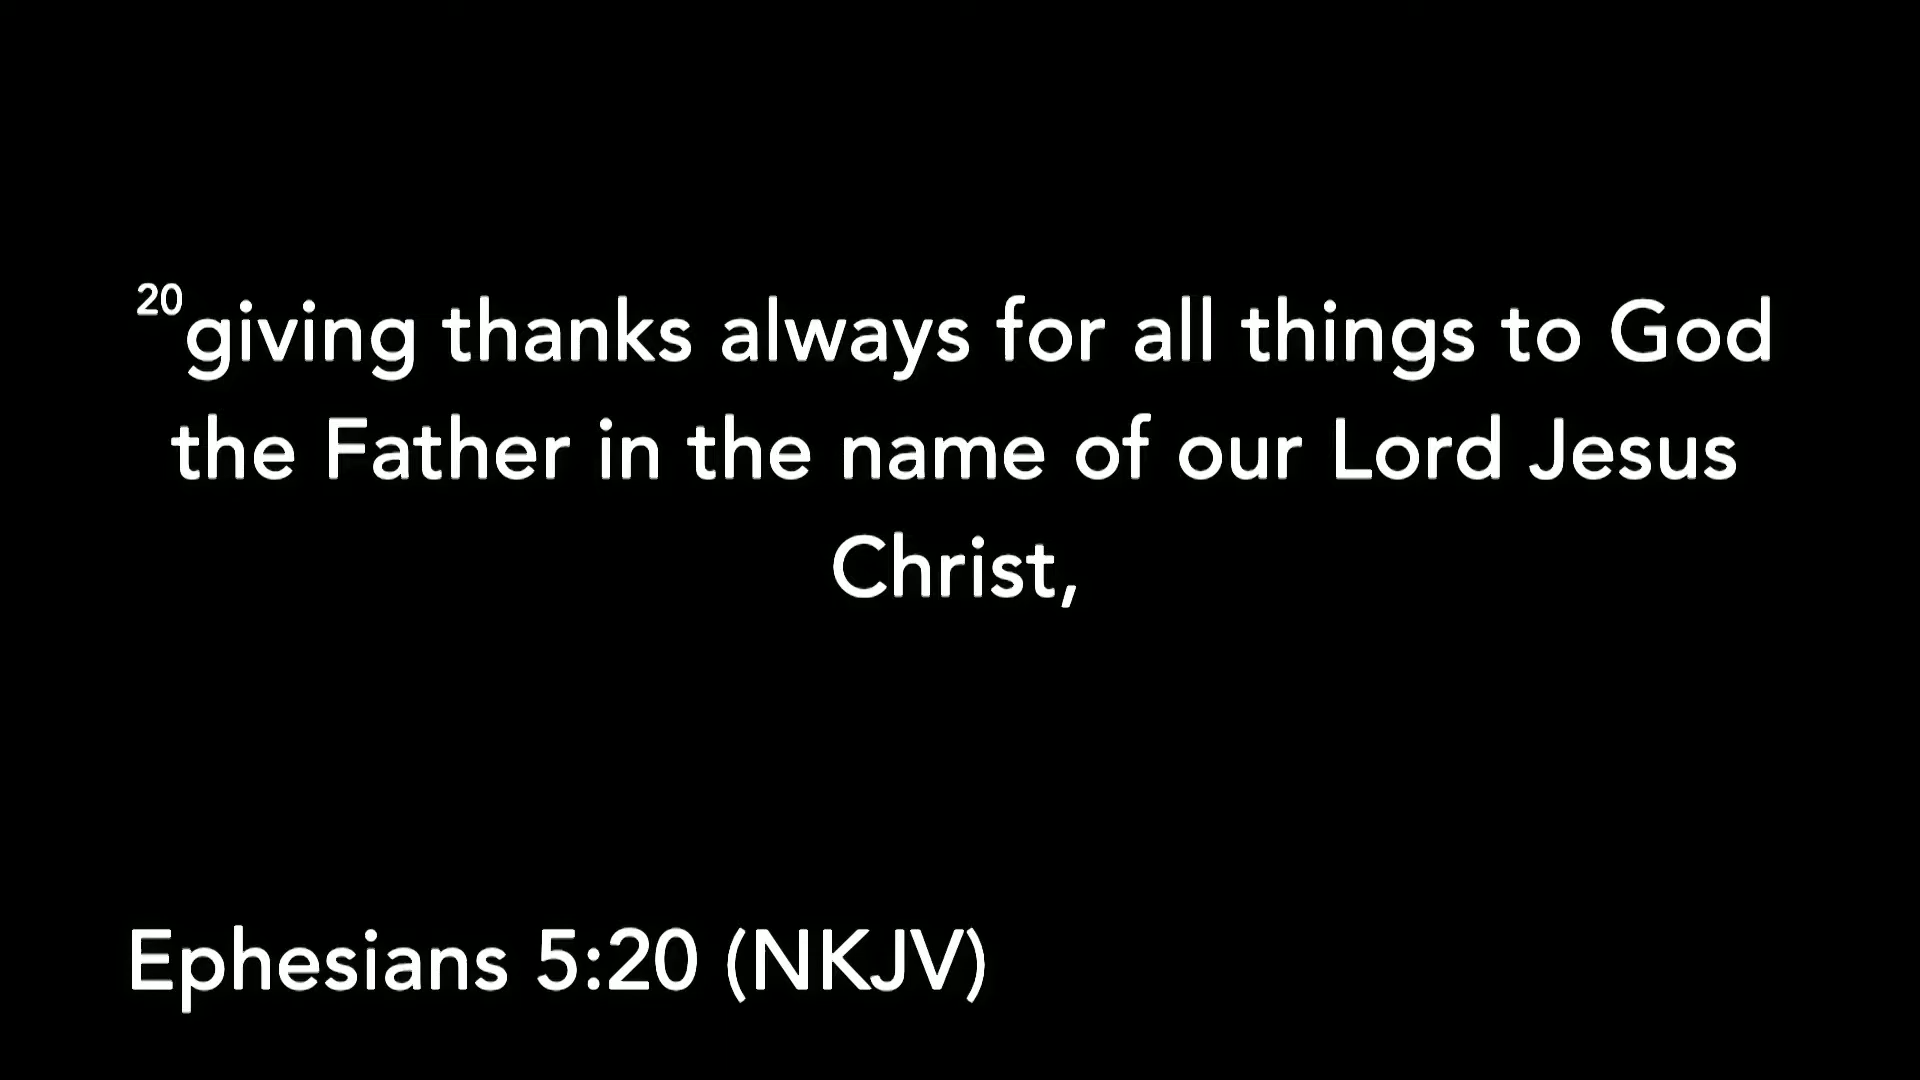 20giving thanks always for all things to God
the Father in the name of our Lord Jesus
Christ,
Ephesians 5:20 (NKJV)